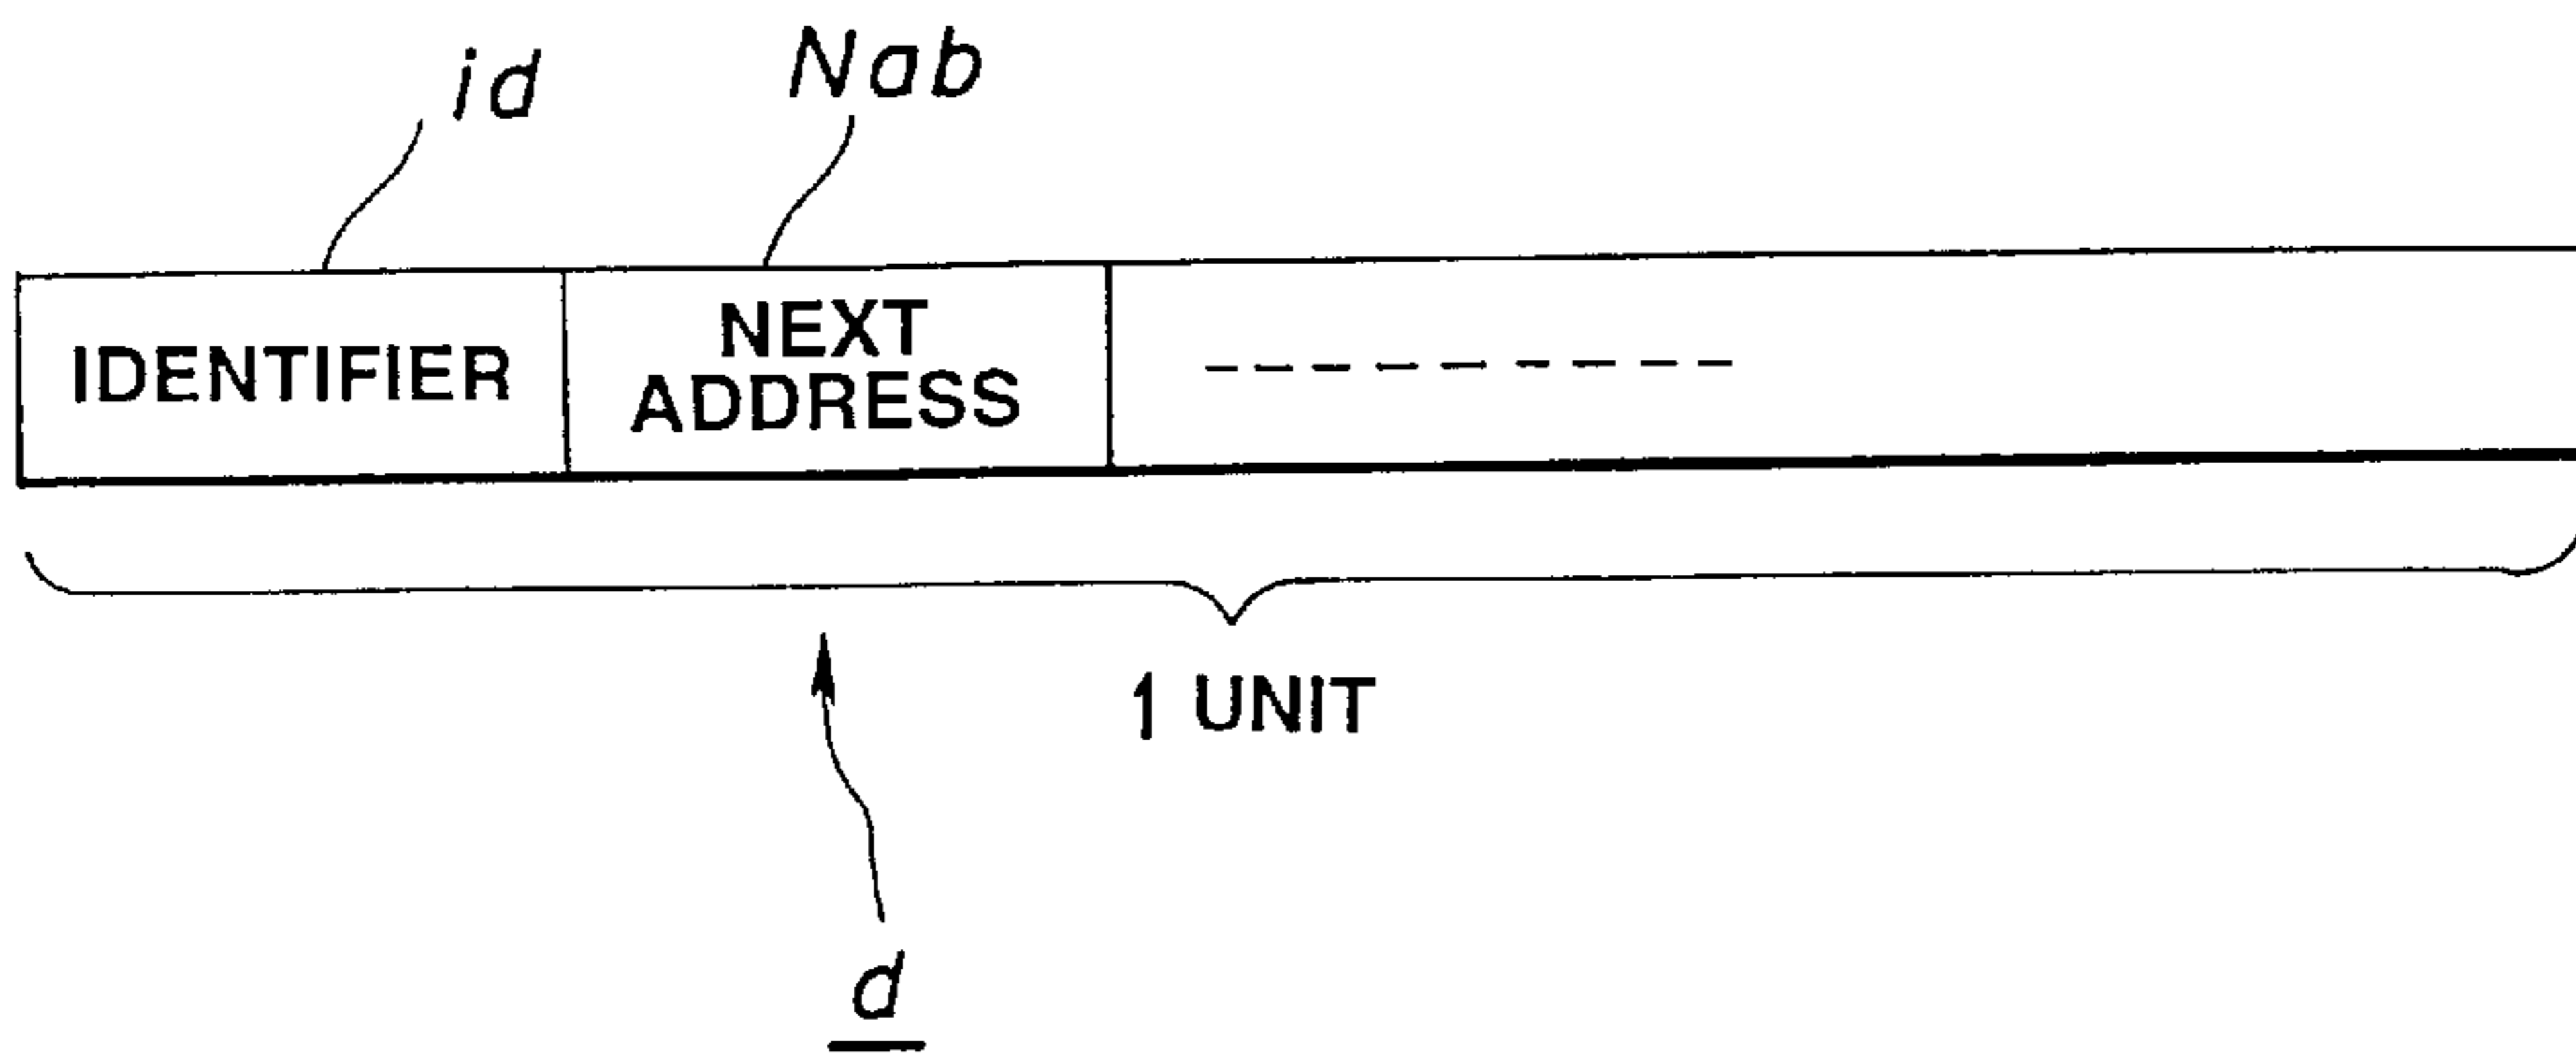 id
Nab
IDENTIFIER
NEXT
ADDRESS
1 UNIT
d